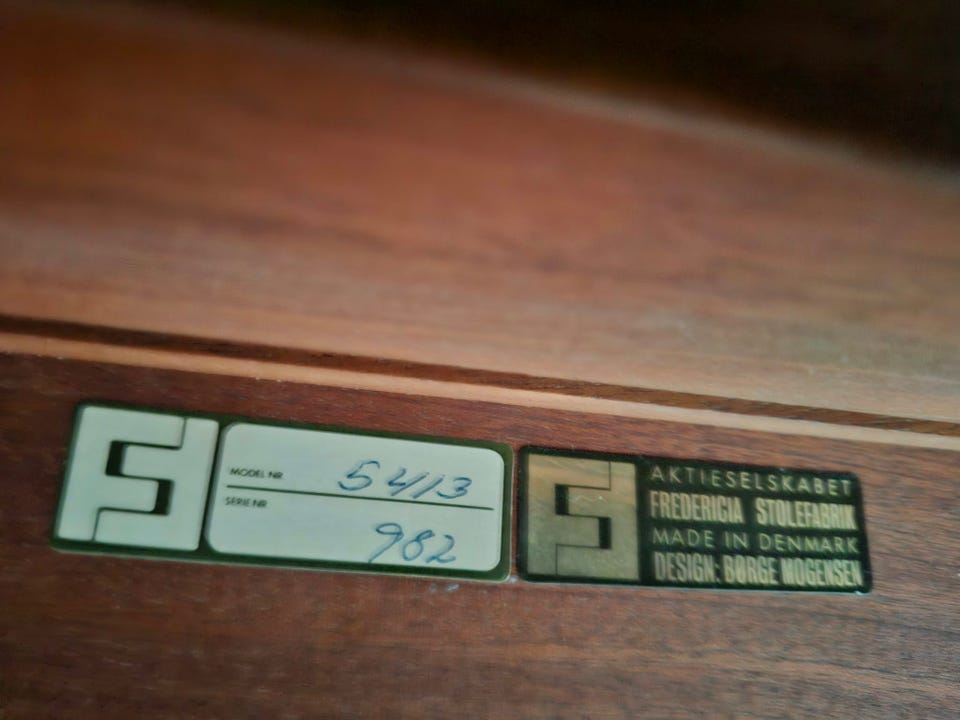 MODEL NR 5413
SERIE NR 982
AKTIESELSKABET
FREDERICIA STOLEFABRIK
MADE IN DENMARK
DESIGN: BØRGE MOGENSEN